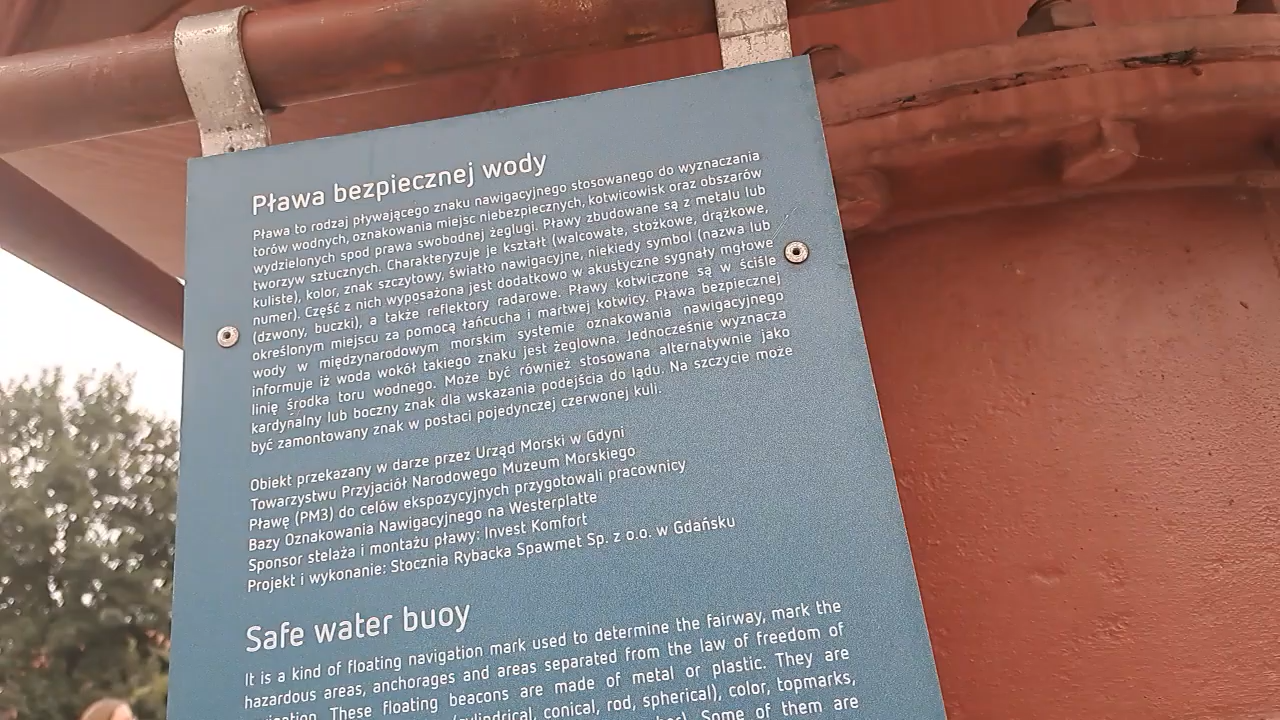 Pława bezpiecznej wody
Pława to rodzaj pływającego znaku nawigacyjnego stosowanego do wyznaczania
torów wodnych, oznakowania miejsc niebezpiecznych, kotwicowisk oraz obszarów
wydzielonych spod prawa swobodnej żeglugi. Pławy zbudowane są z metalu lub
tworzyw sztucznych. Charakteryzuje je kształt (walcowate, stożkowe, drążkowe,
kuliste), kolor, znak szczytowy, światło nawigacyjne, niekiedy symbol (nazwa lub
numer). Część z nich wyposażona jest dodatkowo w akustyczne sygnały mgłowe
(dzwony, buczki), a także reflektory radarowe. Pławy kotwiczone są w ściśle
określonym miejscu za pomocą łańcucha i martwej kotwicy. Pława bezpiecznej
wody w międzynarodowym morskim systemie oznakowania nawigacyjnego
informuje iż woda wokół takiego znaku jest żeglowna. Jednocześnie wyznacza
linię środka toru wodnego. Może być również stosowana alternatywnie jako
kardynalny lub boczny znak dla wskazania podejścia do lądu. Na szczycie może
być zamontowany znak w postaci pojedynczej czerwonej kuli.
Obiekt przekazany w darze przez Urząd Morski w Gdyni
Towarzystwu Przyjaciół Narodowego Muzeum Morskiego
Pławę (PM3) do celów ekspozycyjnych przygotowali pracownicy
Bazy Oznakowania Nawigacyjnego na Westerplatte
Sponsor stelaża i montażu pławy: Invest Komfort
Projekt i wykonanie: Stocznia Rybacka Spawmet Sp. z o.o. w Gdańsku
Safe water buoy
It is a kind of floating navigation mark used to determine the fairway, mark the
hazardous areas, anchorages and areas separated from the law of freedom of
These floating beacons are made of metal or plastic. They are
(cylindrical, conical, rod, spherical), color, topmarks,
Some of them are